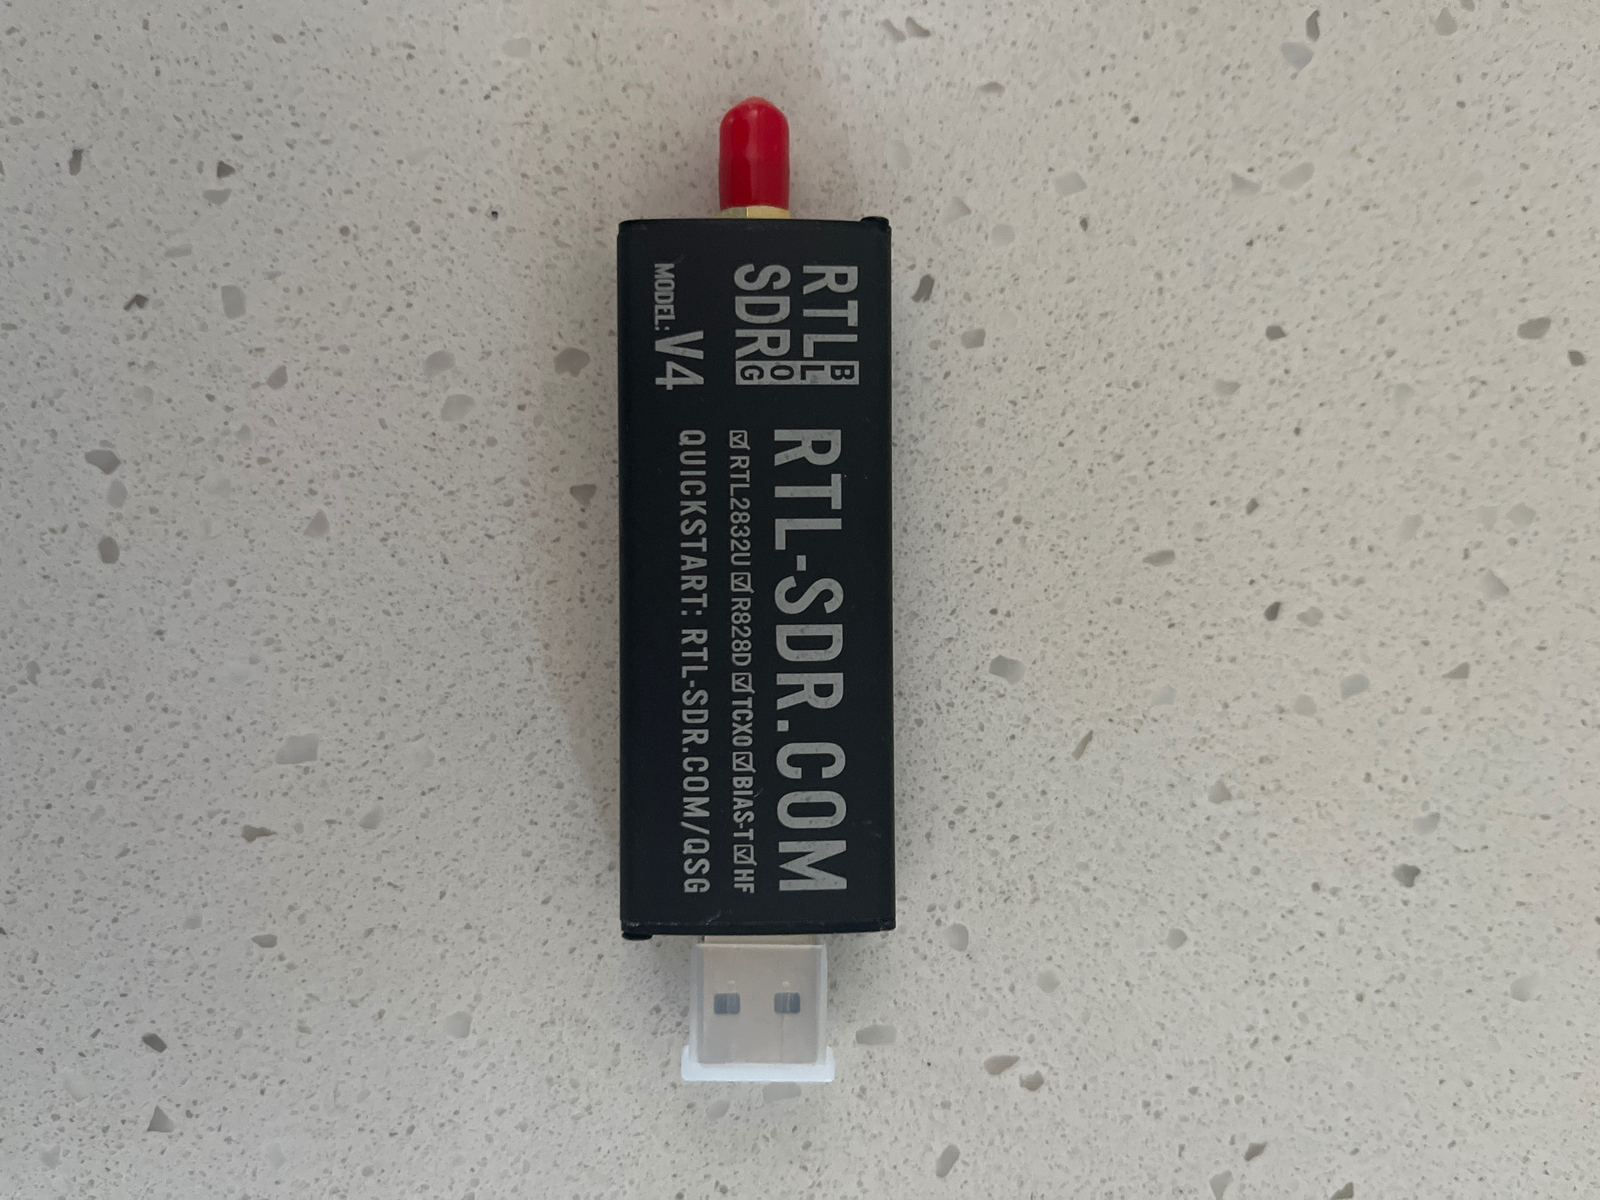 RTL
SDR
BLOG
MODEL: V4
RTL-SDR.COM
☑ RTL2832U ☑ R828D ☑ TCXO ☑ BIAS-T ☑ HF
QUICKSTART: RTL-SDR.COM/QSG